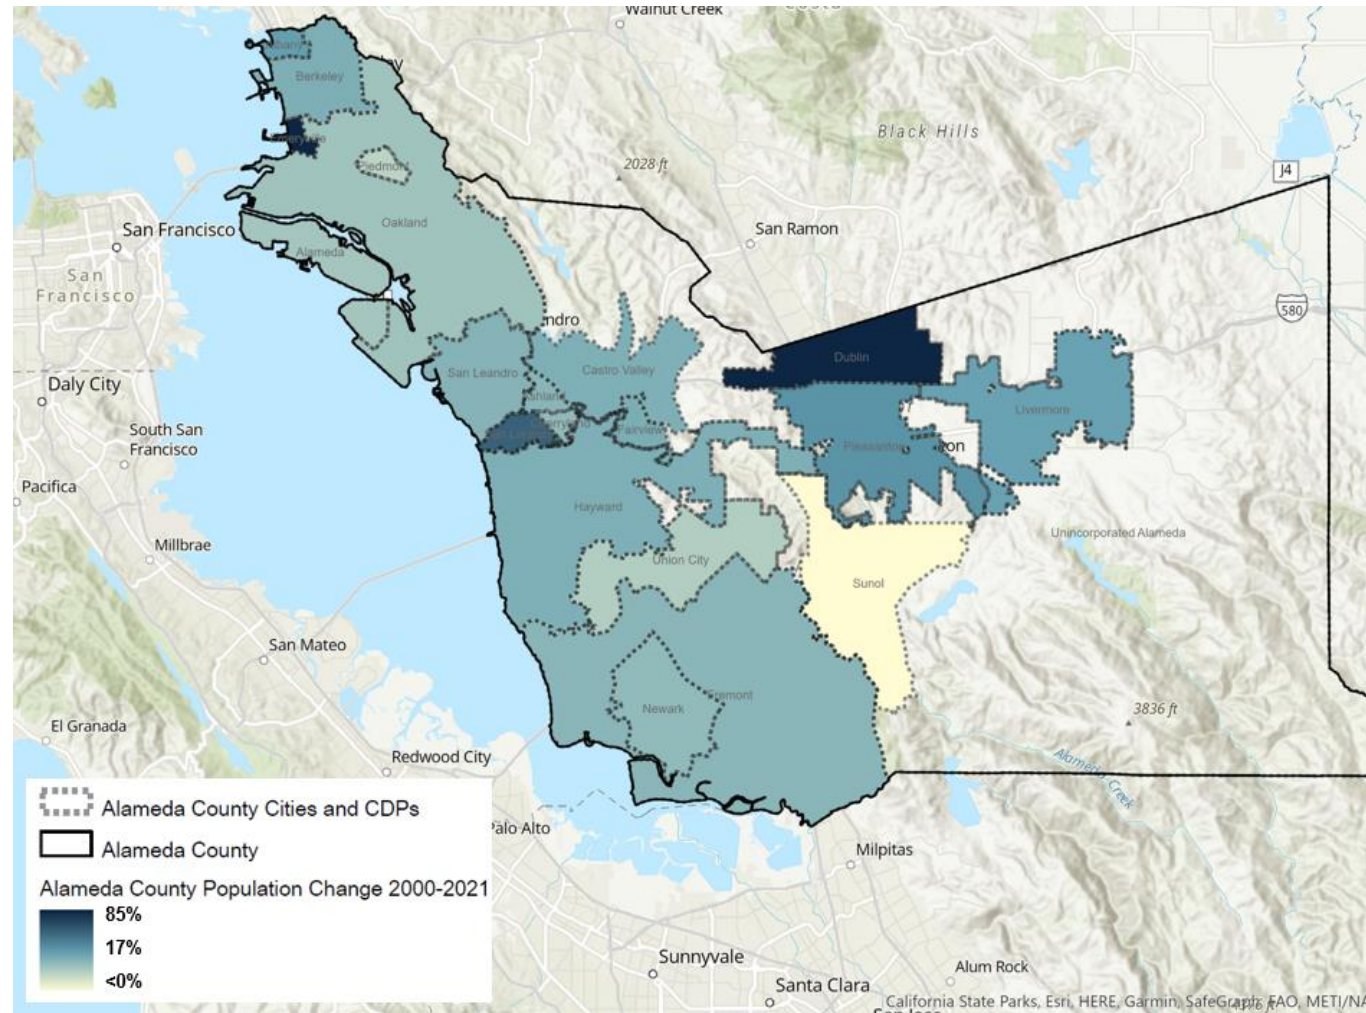 Walnut Creek
Berkeley
Black Hills
2028 ft
J4
Piedmont
Oakland
San Francisco
San Ramon
Alameda
San
Francisco
580
Dublin
Daly City
San Leandro
Castro Valley
Livermore
South San
Francisco
Fairview
Pleasanton
Pacifica
Hayward
Unincorporated Alameda
Millbrae
Union City
Sunol
San Mateo
Fremont
Newark
3836 ft
El Granada
Redwood City
Alameda Creek
Alameda County Cities and CDPs
Palo Alto
Alameda County
Milpitas
Alameda County Population Change 2000-2021
85%
17%
<0%
Sunnyvale
Alum Rock
Santa Clara
California State Parks, Esri, HERE, Garmin, SafeGraph, FAO, METI/NA